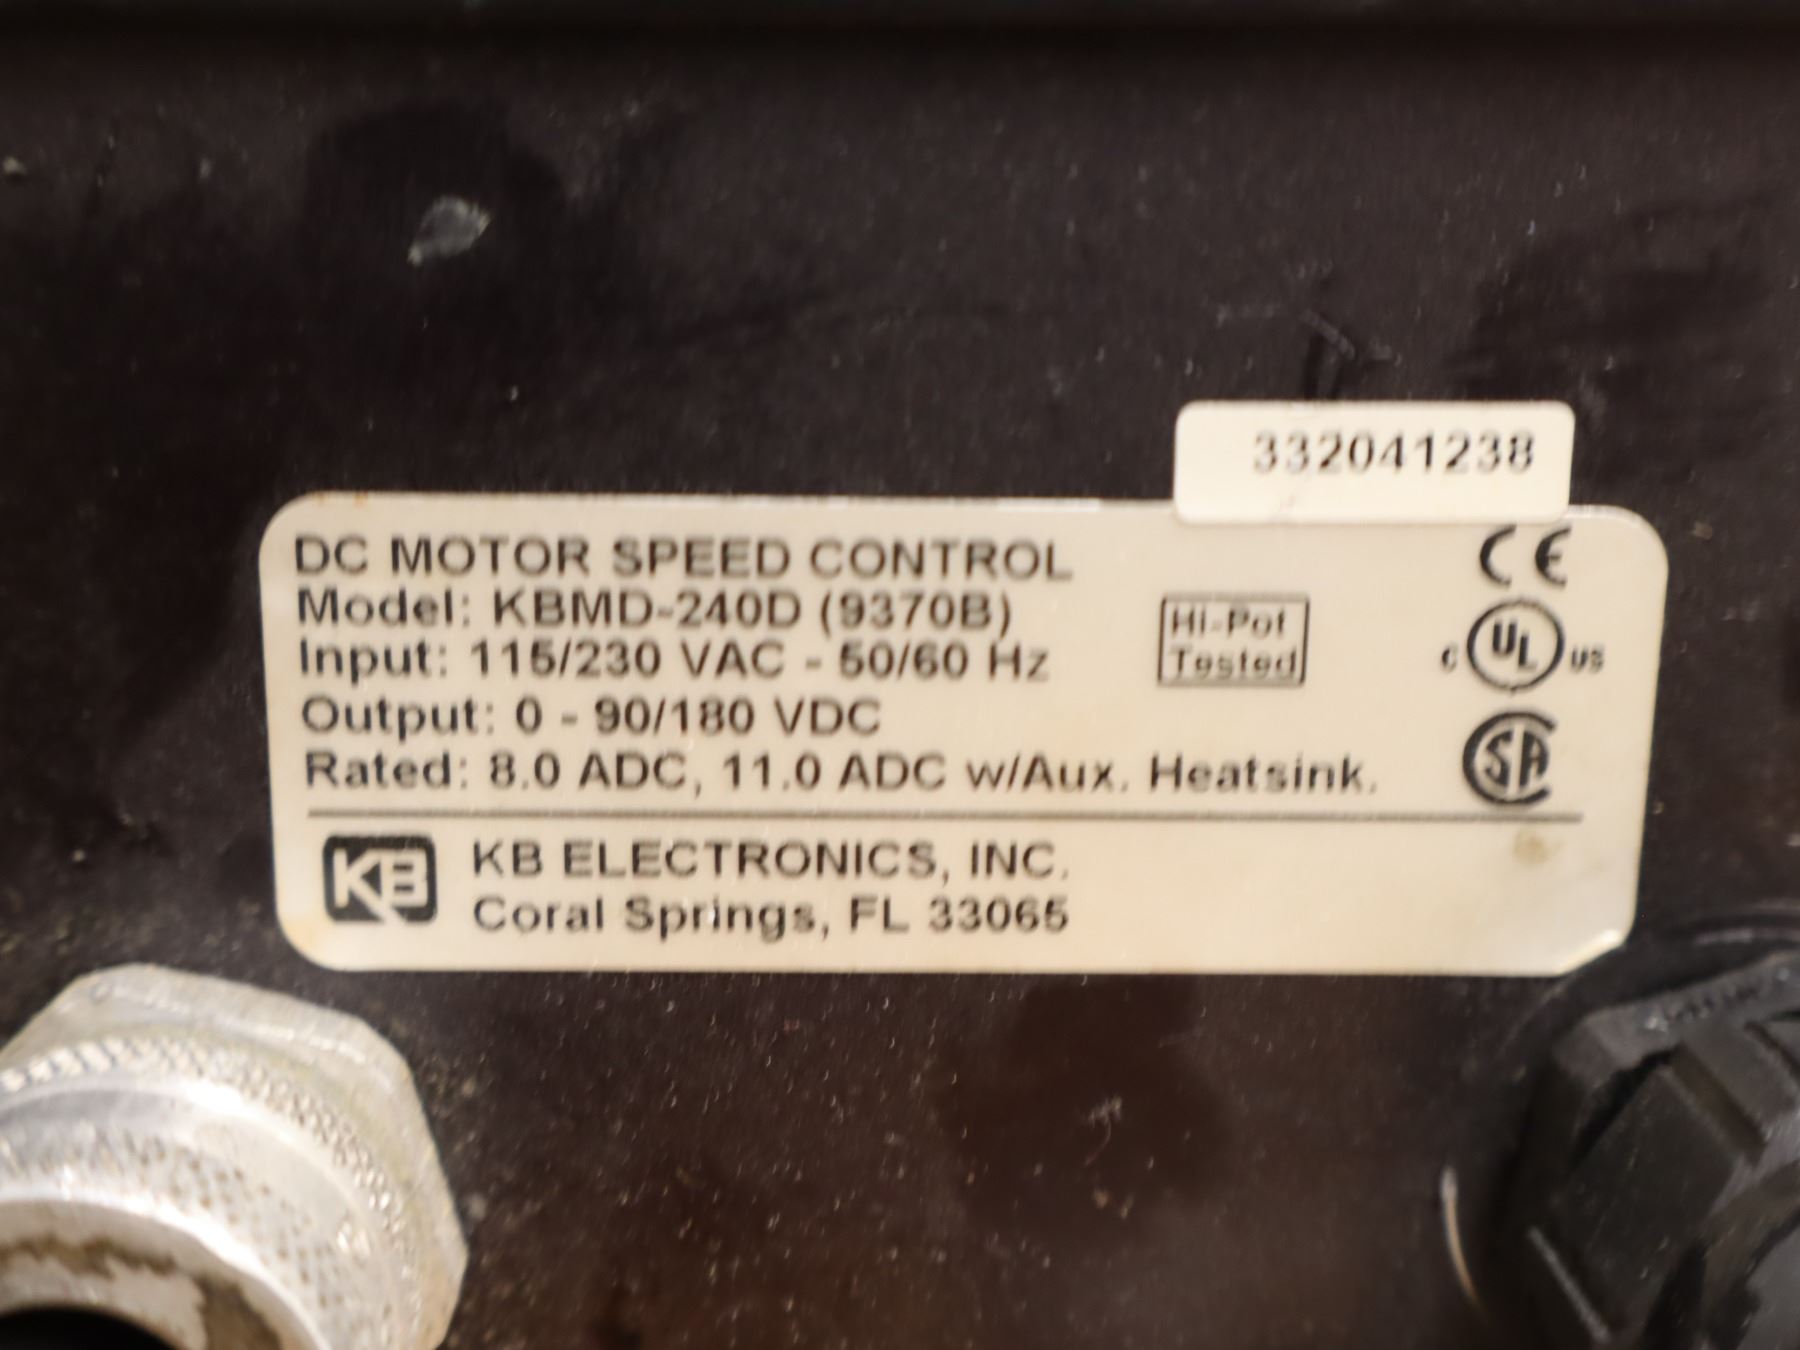 332041238
DC MOTOR SPEED CONTROL
Model: KBMD-240D (9370B)
Input: 115/230 VAC - 50/60 Hz
Output: 0 - 90/180 VDC
Rated: 8.0 ADC, 11.0 ADC w/Aux. Heatsink.
Hi-Pot
Tested
CE
C UL US
SA
KB
KB ELECTRONICS, INC.
Coral Springs, FL 33065